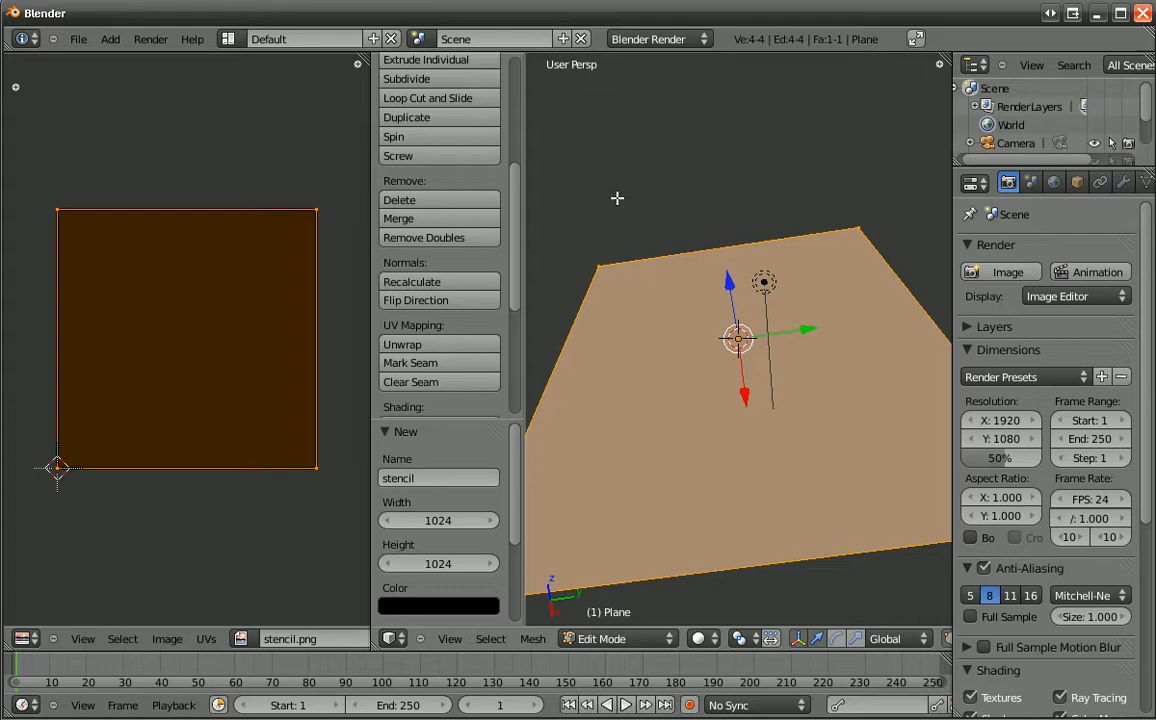 Blender
File Add Render Help Default Scene Blender Render Ve:4-4 | Ed:4-4 | Fa:1-1 | Plane
Extrude Individual
Subdivide
Loop Cut and Slide
Duplicate
Spin
Screw
Remove:
Delete
Merge
Remove Doubles
Normals:
Recalculate
Flip Direction
UV Mapping:
Unwrap
Mark Seam
Clear Seam
Shading:
New
Name
stencil
Width
1024
Height
1024
Color
User Persp
(1) Plane
z
View Search All Scene
Scene
RenderLayers
World
Camera
Scene
Render
Image Animation
Display: Image Editor
Layers
Dimensions
Render Presets
Resolution: Frame Range:
X: 1920 Start: 1
Y: 1080 End: 250
50% Step: 1
Aspect Ratio: Frame Rate:
X: 1.000 FPS: 24
Y: 1.000 /: 1.000
Bo Cro 10 10
Anti-Aliasing
5 8 11 16 Mitchell-Ne
Full Sample Size: 1.000
Full Sample Motion Blur
Shading
Textures Ray Tracing
View Select Image UVs stencil.png
View Select Mesh Edit Mode Global
10 20 30 40 50 60 70 80 90 100 110 120 130 140 150 160 170 180 190 200 210 220 230 240 250
View Frame Playback Start: 1 End: 250 1 No Sync